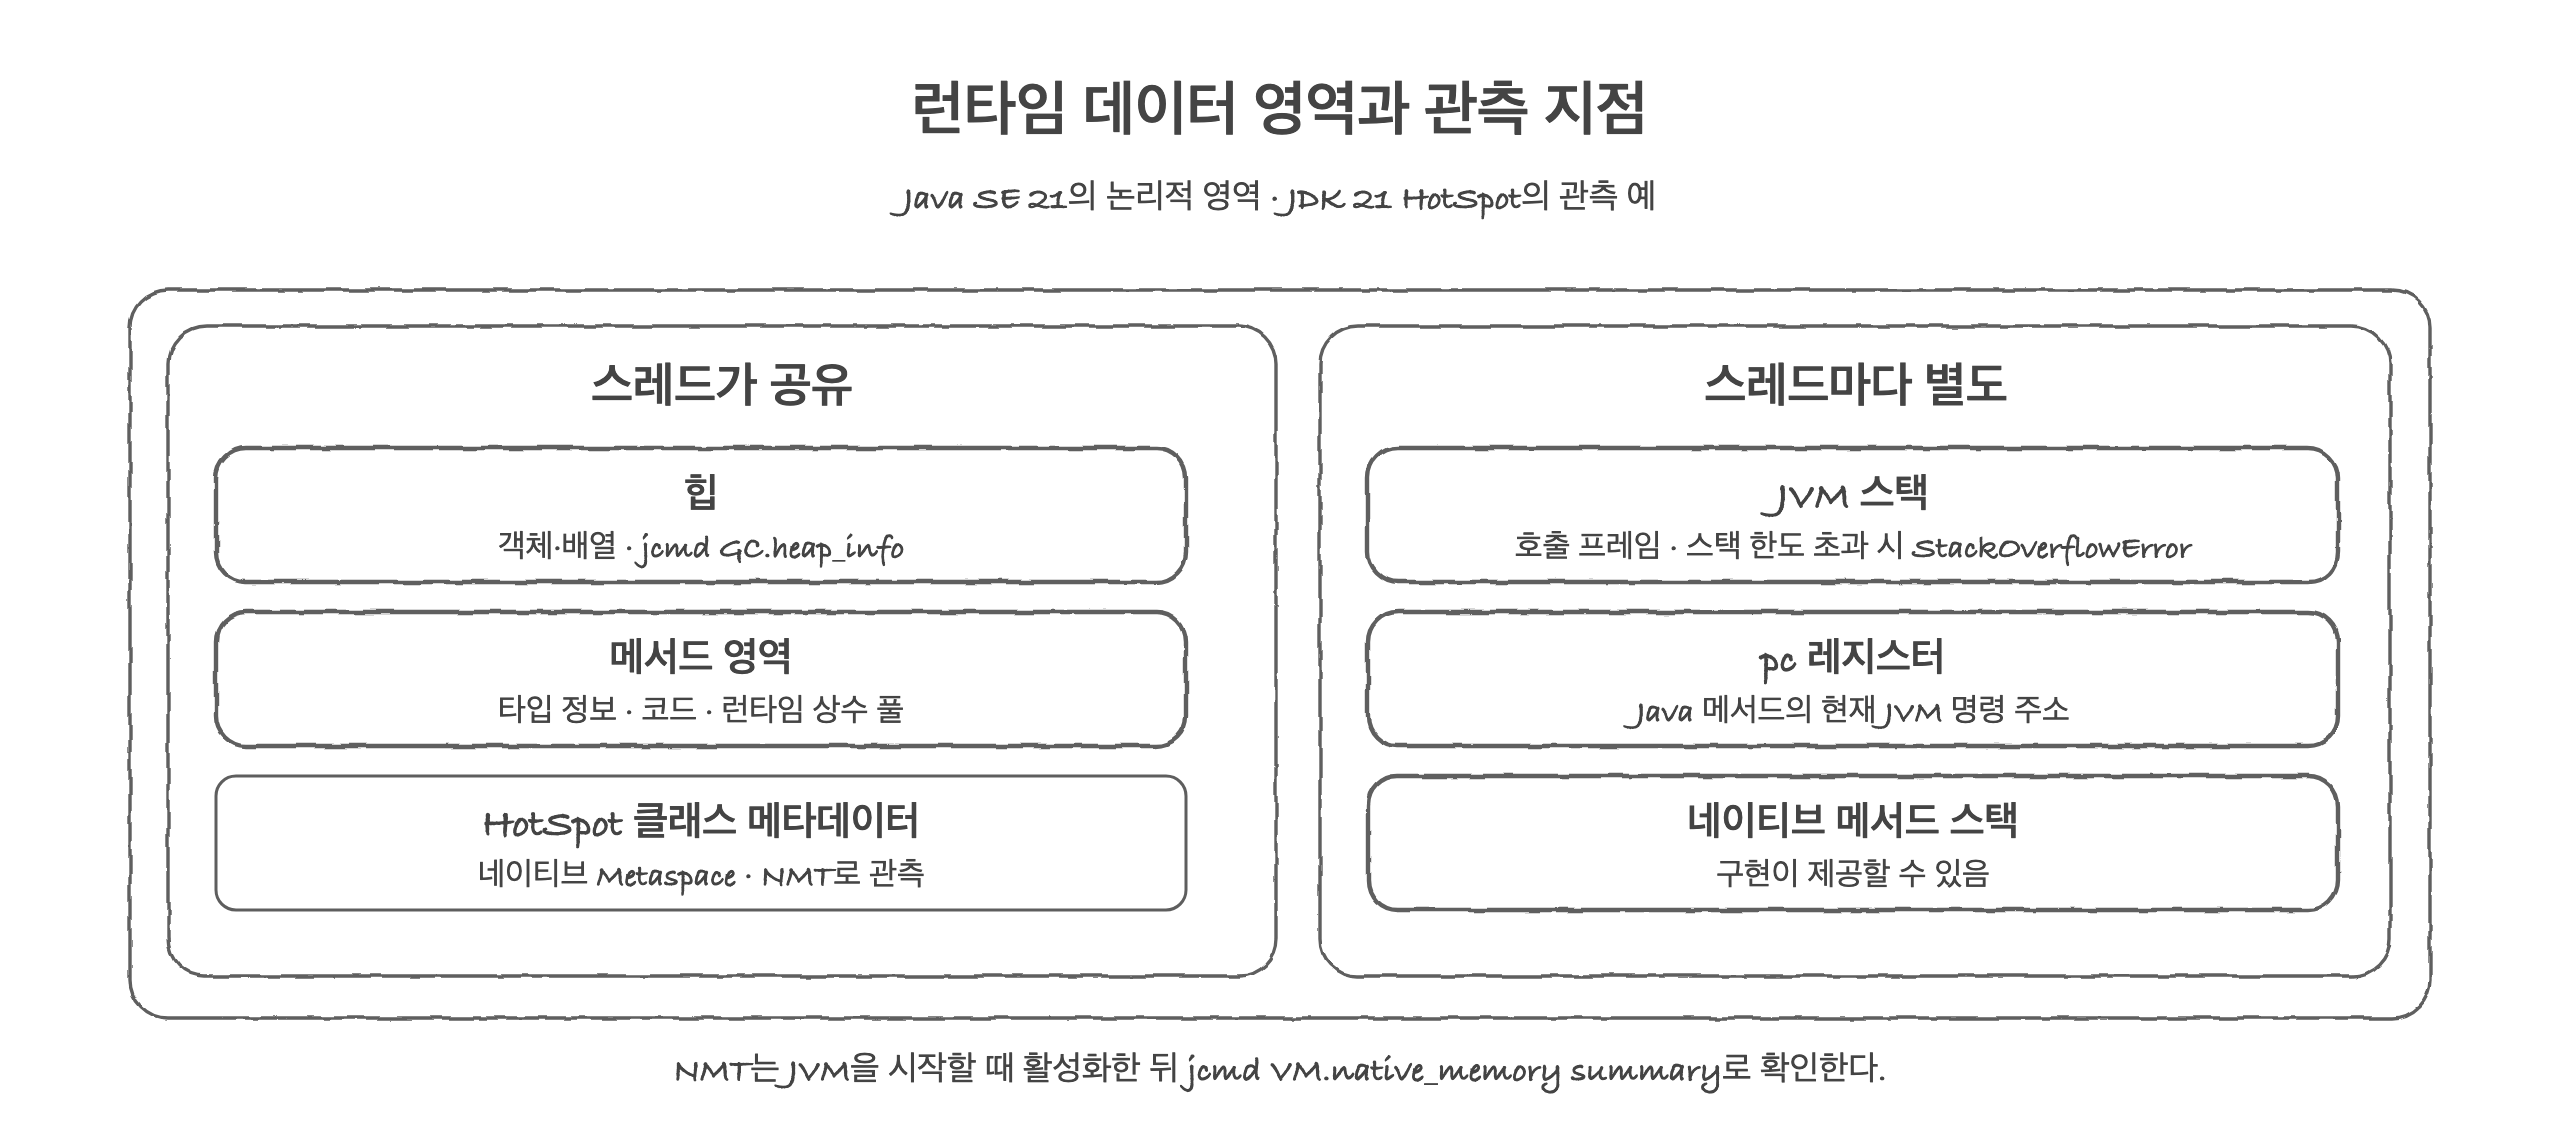 런타임 데이터 영역과 관측 지점
Java SE 21의 논리적 영역 · JDK 21 HotSpot의 관측 예
스레드가 공유
힙
객체·배열 · jcmd GC.heap_info
메서드 영역
타입 정보 · 코드 · 런타임 상수 풀
HotSpot 클래스 메타데이터
네이티브 Metaspace · NMT로 관측
스레드마다 별도
JVM 스택
호출 프레임 · 스택 한도 초과 시 StackOverflowError
pc 레지스터
Java 메서드의 현재 JVM 명령 주소
네이티브 메서드 스택
구현이 제공할 수 있음
NMT는 JVM을 시작할 때 활성화한 뒤 jcmd VM.native_memory summary로 확인한다.